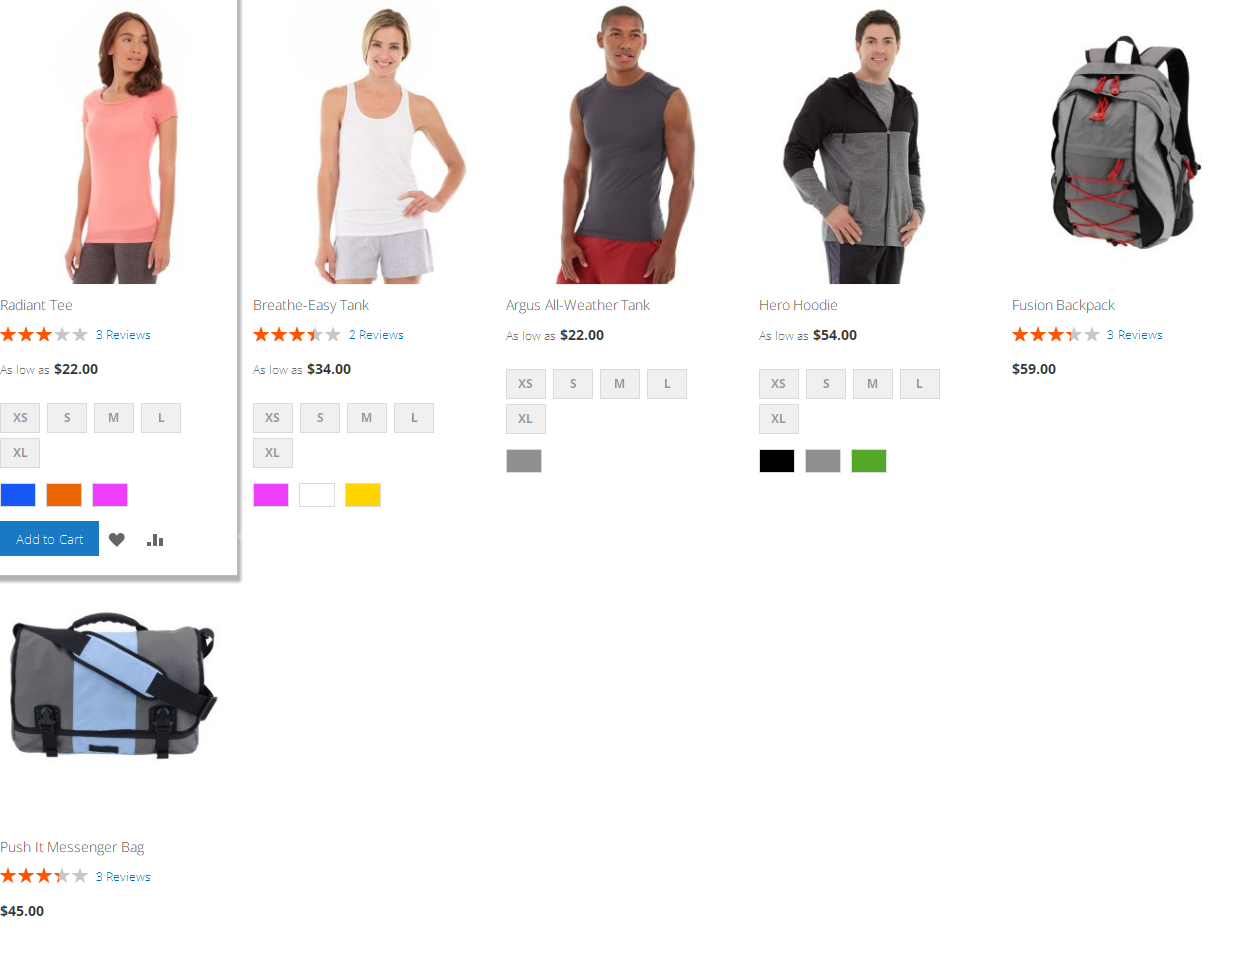 Radiant Tee
3 Reviews
As low as $22.00
XS S M L
XL
Add to Cart
Breathe-Easy Tank
2 Reviews
As low as $34.00
XS S M L
XL
Argus All-Weather Tank
As low as $22.00
XS S M L
XL
Hero Hoodie
As low as $54.00
XS S M L
XL
Fusion Backpack
3 Reviews
$59.00
Push It Messenger Bag
3 Reviews
$45.00